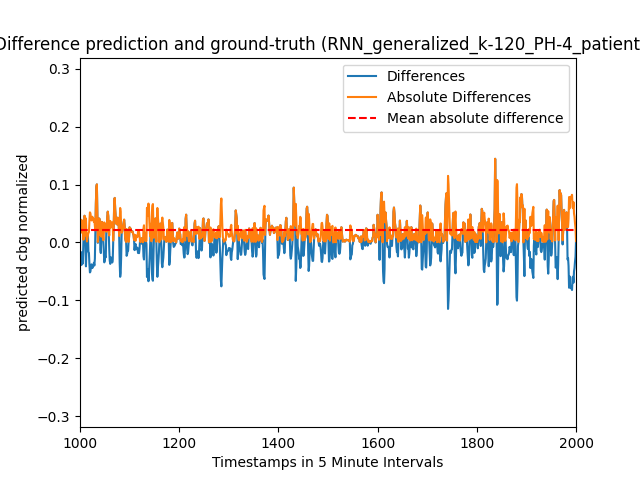 Difference prediction and ground-truth (RNN_generalized_k-120_PH-4_patient
0.3
0.2
0.1
0.0
−0.1
−0.2
−0.3
predicted cbg normalized
Differences
Absolute Differences
Mean absolute difference
1000 1200 1400 1600 1800 2000
Timestamps in 5 Minute Intervals